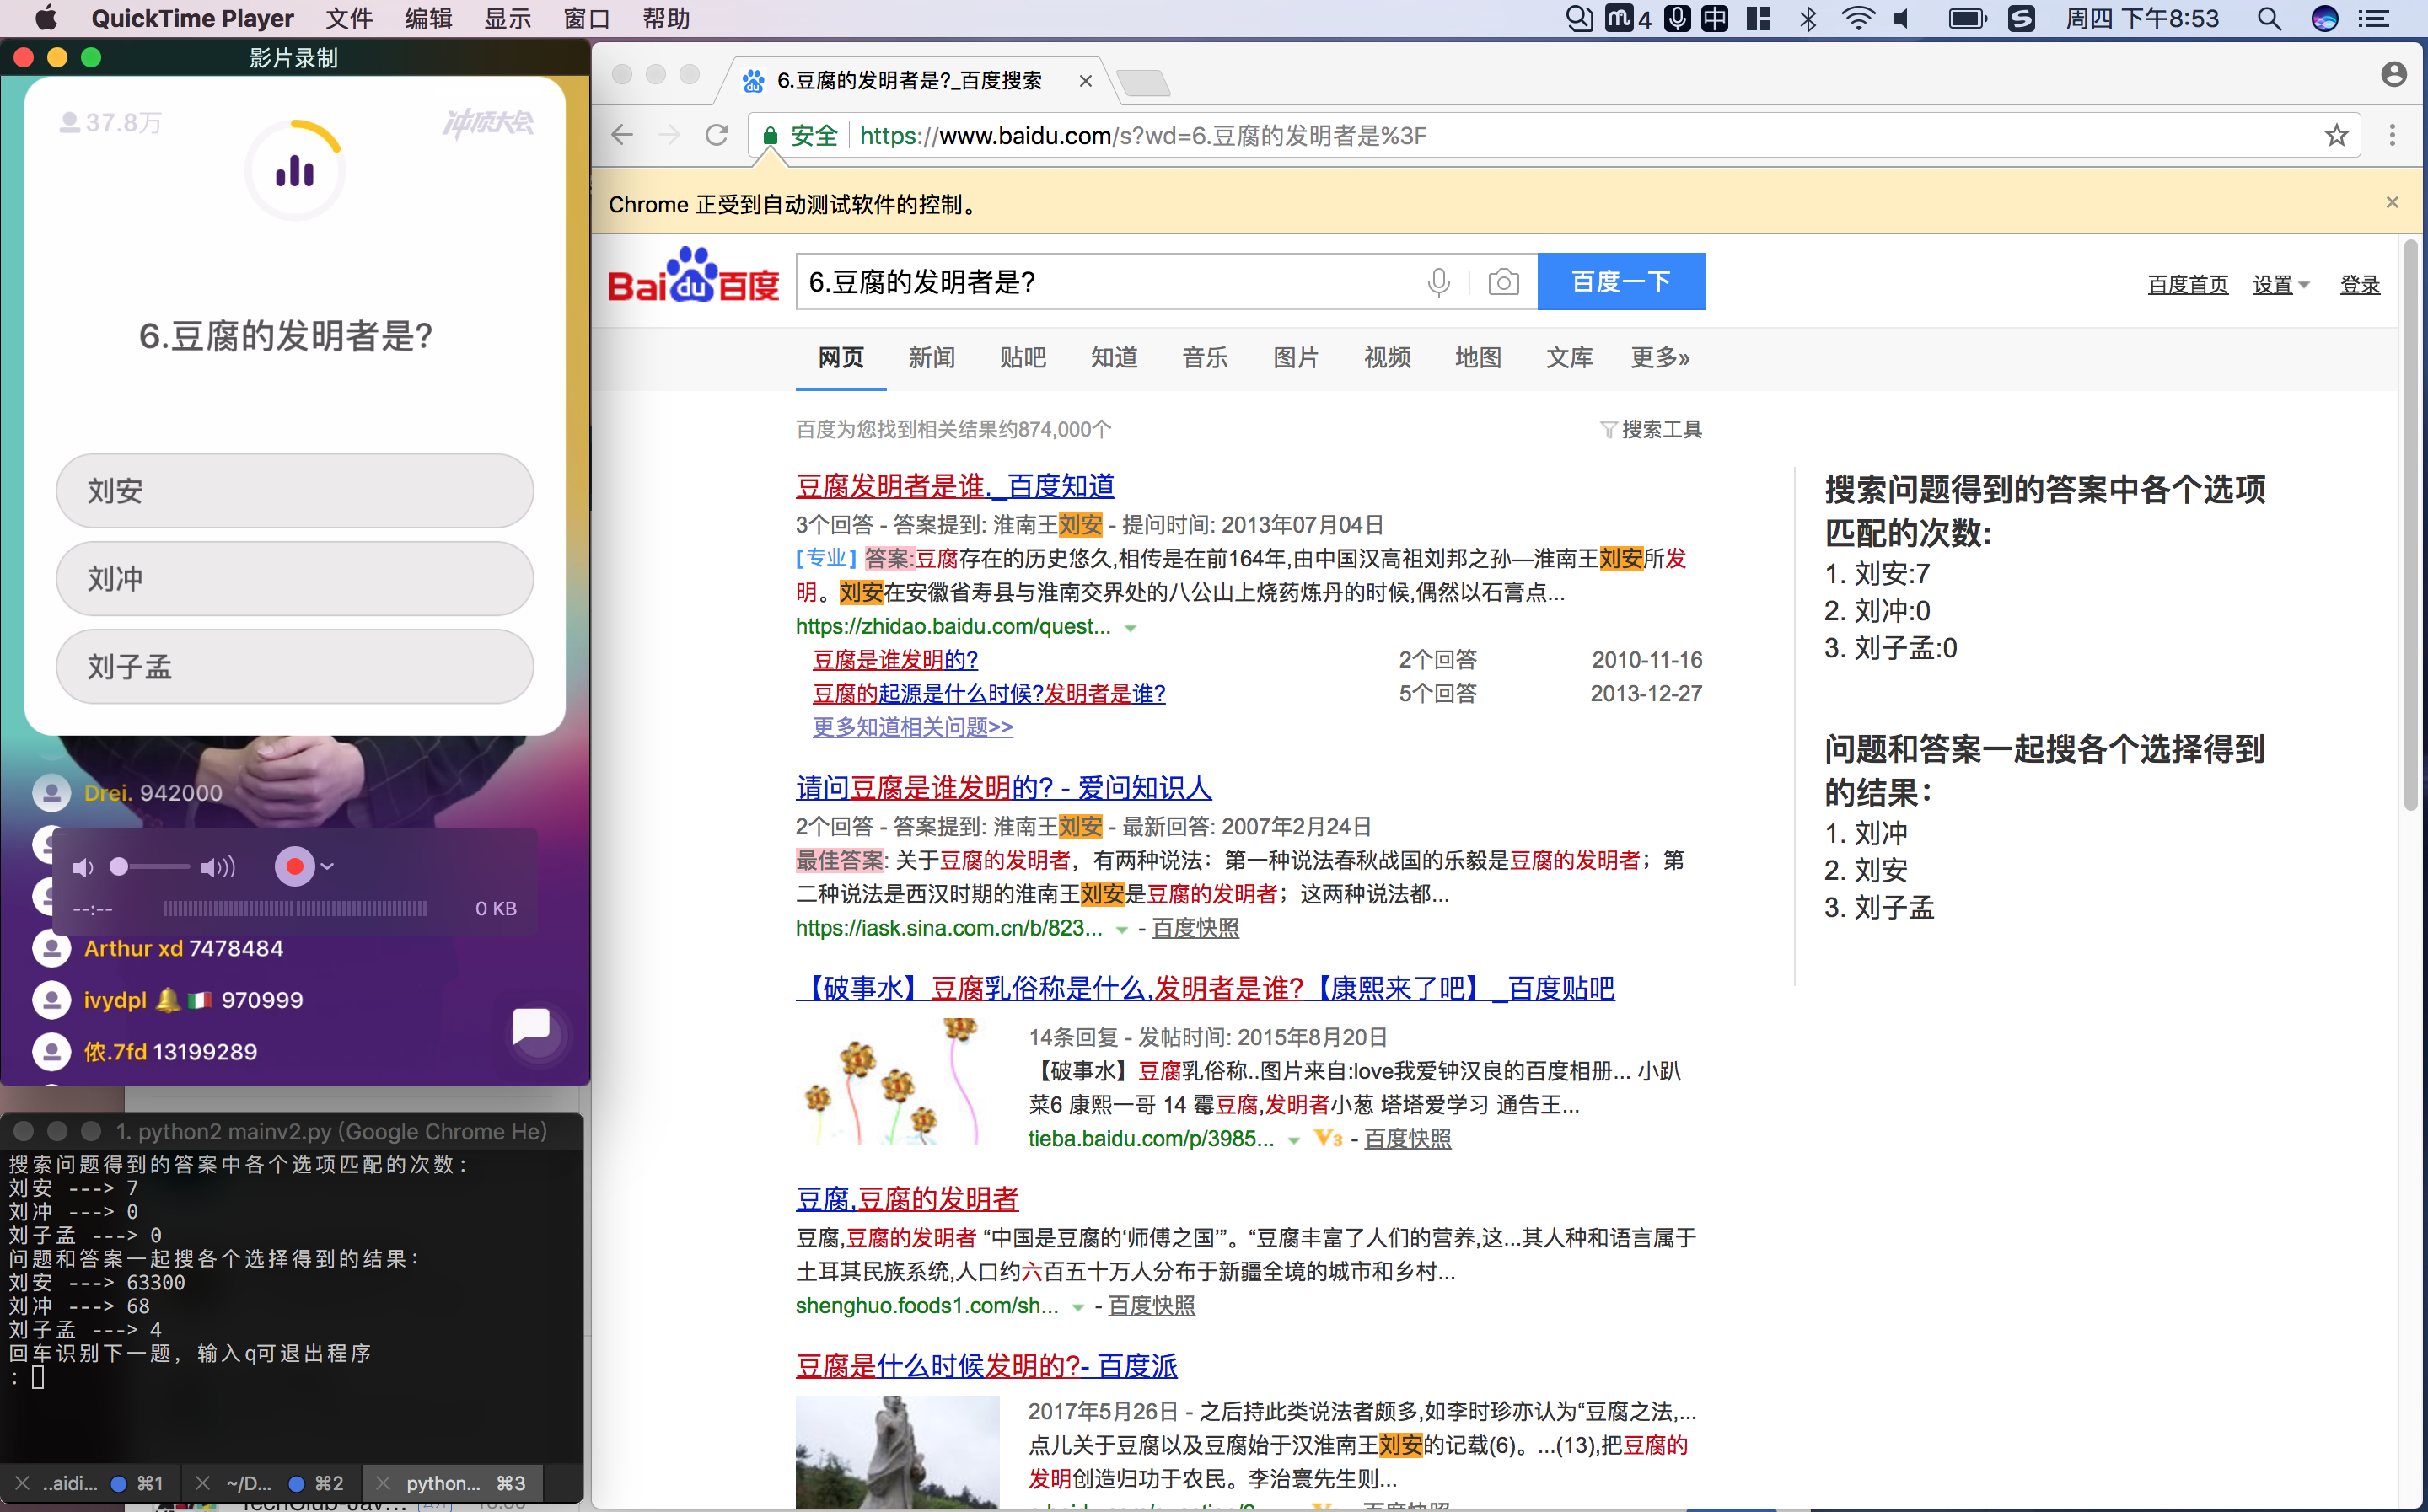 QuickTime Player 文件 编辑 显示 窗口 帮助
4 中 周四 下午8:53
影片录制
37.8万
冲顶大会
6.豆腐的发明者是?
刘安
刘冲
刘子孟
Drei. 942000
--:--
0 KB
Arthur xd 7478484
ivydpl 🔔🇮🇹 970999
侬.7fd 13199289
1. python2 mainv2.py (Google Chrome He)
搜索问题得到的答案中各个选项匹配的次数:
刘安 ---> 7
刘冲 ---> 0
刘子孟 ---> 0
问题和答案一起搜各个选择得到的结果:
刘安 ---> 63300
刘冲 ---> 68
刘子孟 ---> 4
回车识别下一题, 输入q可退出程序
:
..aidi... ⌘1 ~/D... ⌘2 python... ⌘3
6.豆腐的发明者是?_百度搜索
安全 https://www.baidu.com/s?wd=6.豆腐的发明者是%3F
Chrome 正受到自动测试软件的控制。
Bai du 百度
6.豆腐的发明者是?
百度一下
百度首页 设置 登录
网页 新闻 贴吧 知道 音乐 图片 视频 地图 文库 更多»
百度为您找到相关结果约874,000个
搜索工具
豆腐发明者是谁._百度知道
3个回答 - 答案提到: 淮南王刘安 - 提问时间: 2013年07月04日
[专业] 答案:豆腐存在的历史悠久,相传是在前164年,由中国汉高祖刘邦之孙—淮南王刘安所发
明。刘安在安徽省寿县与淮南交界处的八公山上烧药炼丹的时候,偶然以石膏点...
https://zhidao.baidu.com/quest...
豆腐是谁发明的? 2个回答 2010-11-16
豆腐的起源是什么时候?发明者是谁? 5个回答 2013-12-27
更多知道相关问题>>
请问豆腐是谁发明的? - 爱问知识人
2个回答 - 答案提到: 淮南王刘安 - 最新回答: 2007年2月24日
最佳答案: 关于豆腐的发明者，有两种说法：第一种说法春秋战国的乐毅是豆腐的发明者；第
二种说法是西汉时期的淮南王刘安是豆腐的发明者；这两种说法都...
https://iask.sina.com.cn/b/823... - 百度快照
【破事水】豆腐乳俗称是什么,发明者是谁?【康熙来了吧】_百度贴吧
14条回复 - 发帖时间: 2015年8月20日
【破事水】豆腐乳俗称..图片来自:love我爱钟汉良的百度相册... 小趴
菜6 康熙一哥 14 霉豆腐,发明者小葱 塔塔爱学习 通告王...
tieba.baidu.com/p/3985... V3 - 百度快照
豆腐,豆腐的发明者
豆腐,豆腐的发明者 “中国是豆腐的‘师傅之国’”。“豆腐丰富了人们的营养,这...其人种和语言属于
土耳其民族系统,人口约六百五十万人分布于新疆全境的城市和乡村...
shenghuo.foods1.com/sh... - 百度快照
豆腐是什么时候发明的?- 百度派
2017年5月26日 - 之后持此类说法者颇多,如李时珍亦认为“豆腐之法,...
点儿关于豆腐以及豆腐始于汉淮南王刘安的记载(6)。...(13),把豆腐的
发明创造归功于农民。李治寰先生则...
搜索问题得到的答案中各个选项
匹配的次数:
1. 刘安:7
2. 刘冲:0
3. 刘子孟:0
问题和答案一起搜各个选择得到
的结果：
1. 刘冲
2. 刘安
3. 刘子孟